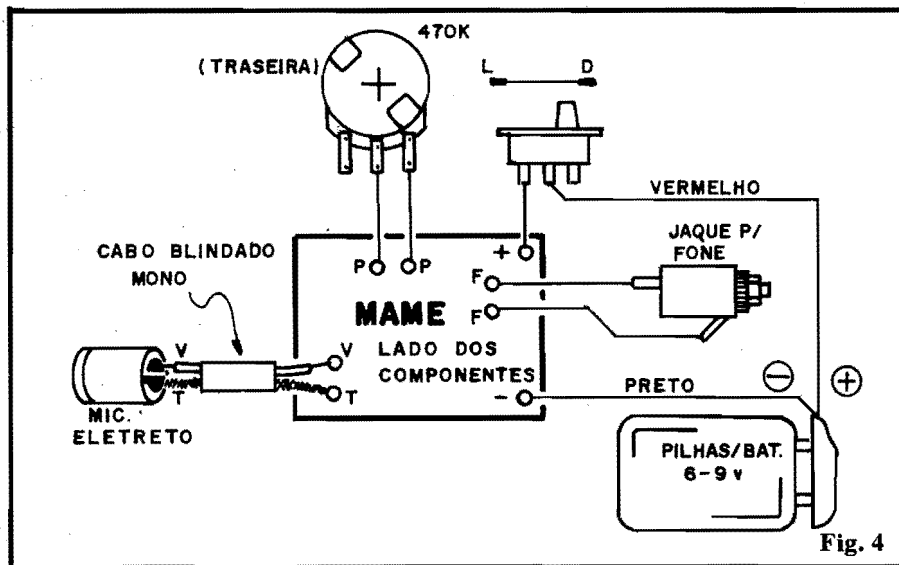 470K
(TRASEIRA)
L D
VERMELHO
CABO BLINDADO
MONO
JAQUE P/
FONE
+
P P
F
MAME
F
V V
LADO DOS
COMPONENTES
T T
MIC.
ELETRETO
-
PRETO
- +
PILHAS/BAT.
6-9 v
Fig. 4